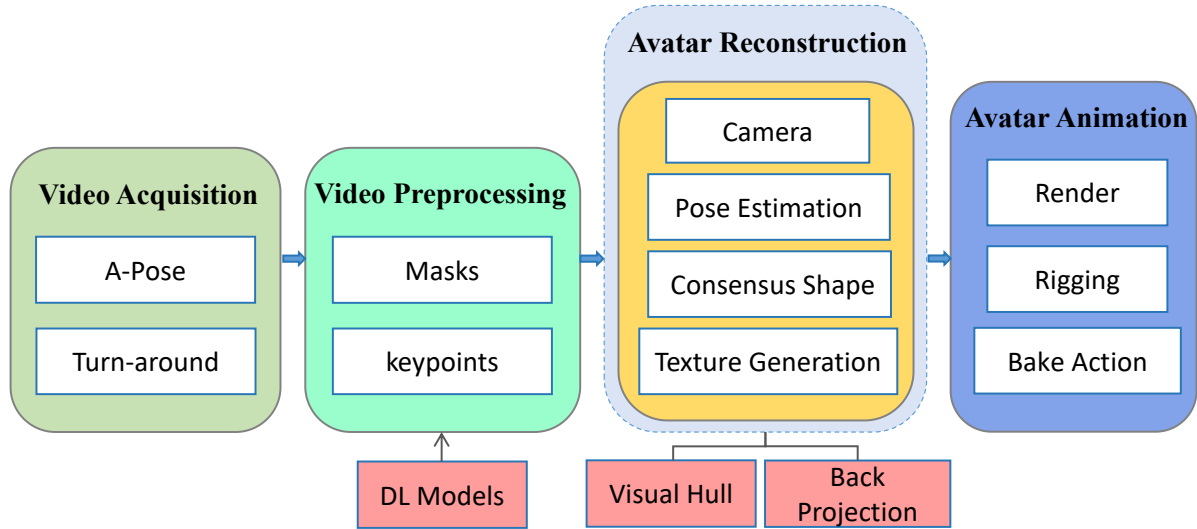 Video Acquisition
A-Pose
Turn-around
Video Preprocessing
Masks
keypoints
DL Models
Avatar Reconstruction
Camera
Pose Estimation
Consensus Shape
Texture Generation
Visual Hull
Back
Projection
Avatar Animation
Render
Rigging
Bake Action